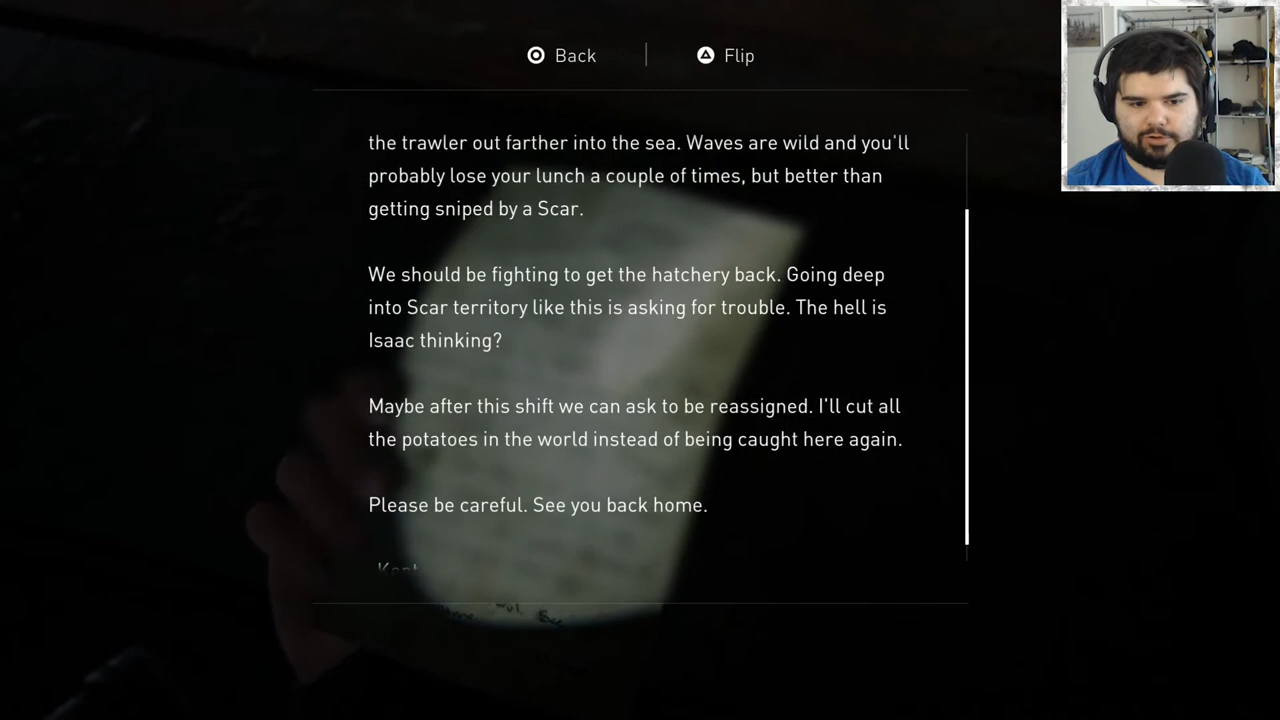 Back
Flip
the trawler out farther into the sea. Waves are wild and you'll
probably lose your lunch a couple of times, but better than
getting sniped by a Scar.
We should be fighting to get the hatchery back. Going deep
into Scar territory like this is asking for trouble. The hell is
Isaac thinking?
Maybe after this shift we can ask to be reassigned. I'll cut all
the potatoes in the world instead of being caught here again.
Please be careful. See you back home.